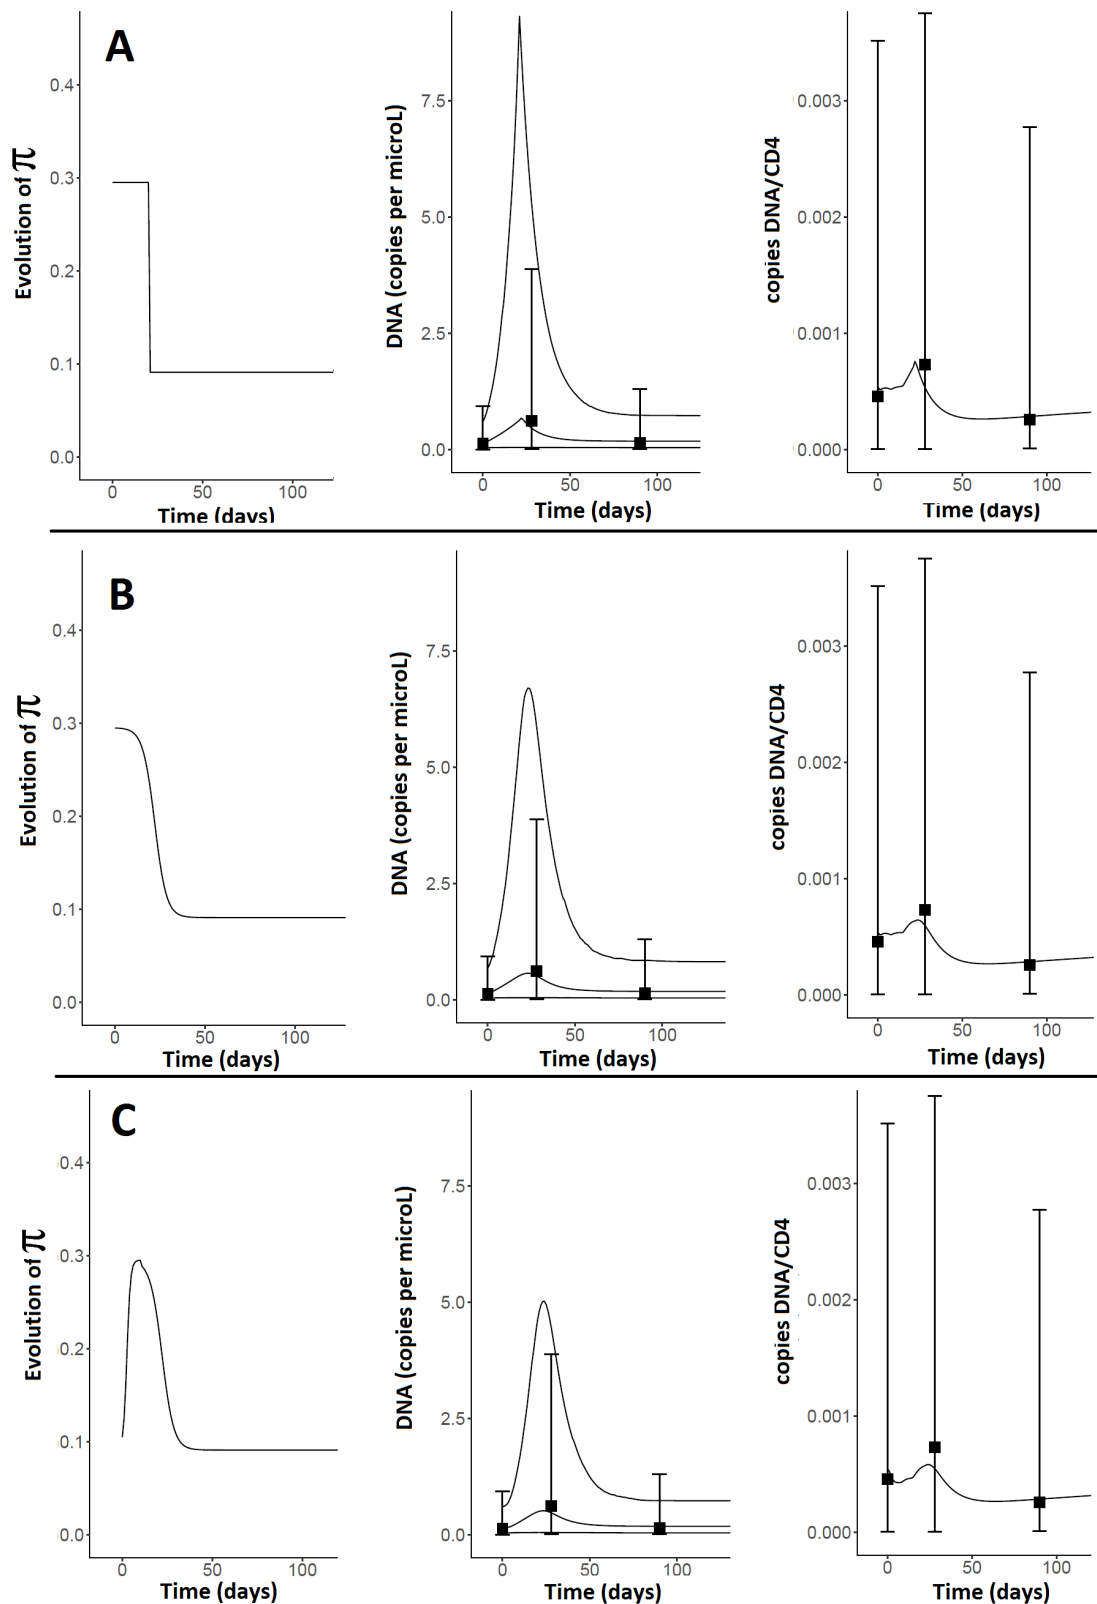 A
Evolution of π
0.4
0.3
0.2
0.1
0.0
0 50 100
Time (days)
DNA (copies per microL)
7.5
5.0
2.5
0.0
0 50 100
Time (days)
copies DNA/CD4
0.003
0.002
0.001
0.000
0 50 100
Time (days)
B
Evolution of π
0.4
0.3
0.2
0.1
0.0
0 50 100
Time (days)
DNA (copies per microL)
7.5
5.0
2.5
0.0
0 50 100
Time (days)
copies DNA/CD4
0.003
0.002
0.001
0.000
0 50 100
Time (days)
C
Evolution of π
0.4
0.3
0.2
0.1
0.0
0 50 100
Time (days)
DNA (copies per microL)
7.5
5.0
2.5
0.0
0 50 100
Time (days)
copies DNA/CD4
0.003
0.002
0.001
0.000
0 50 100
Time (days)